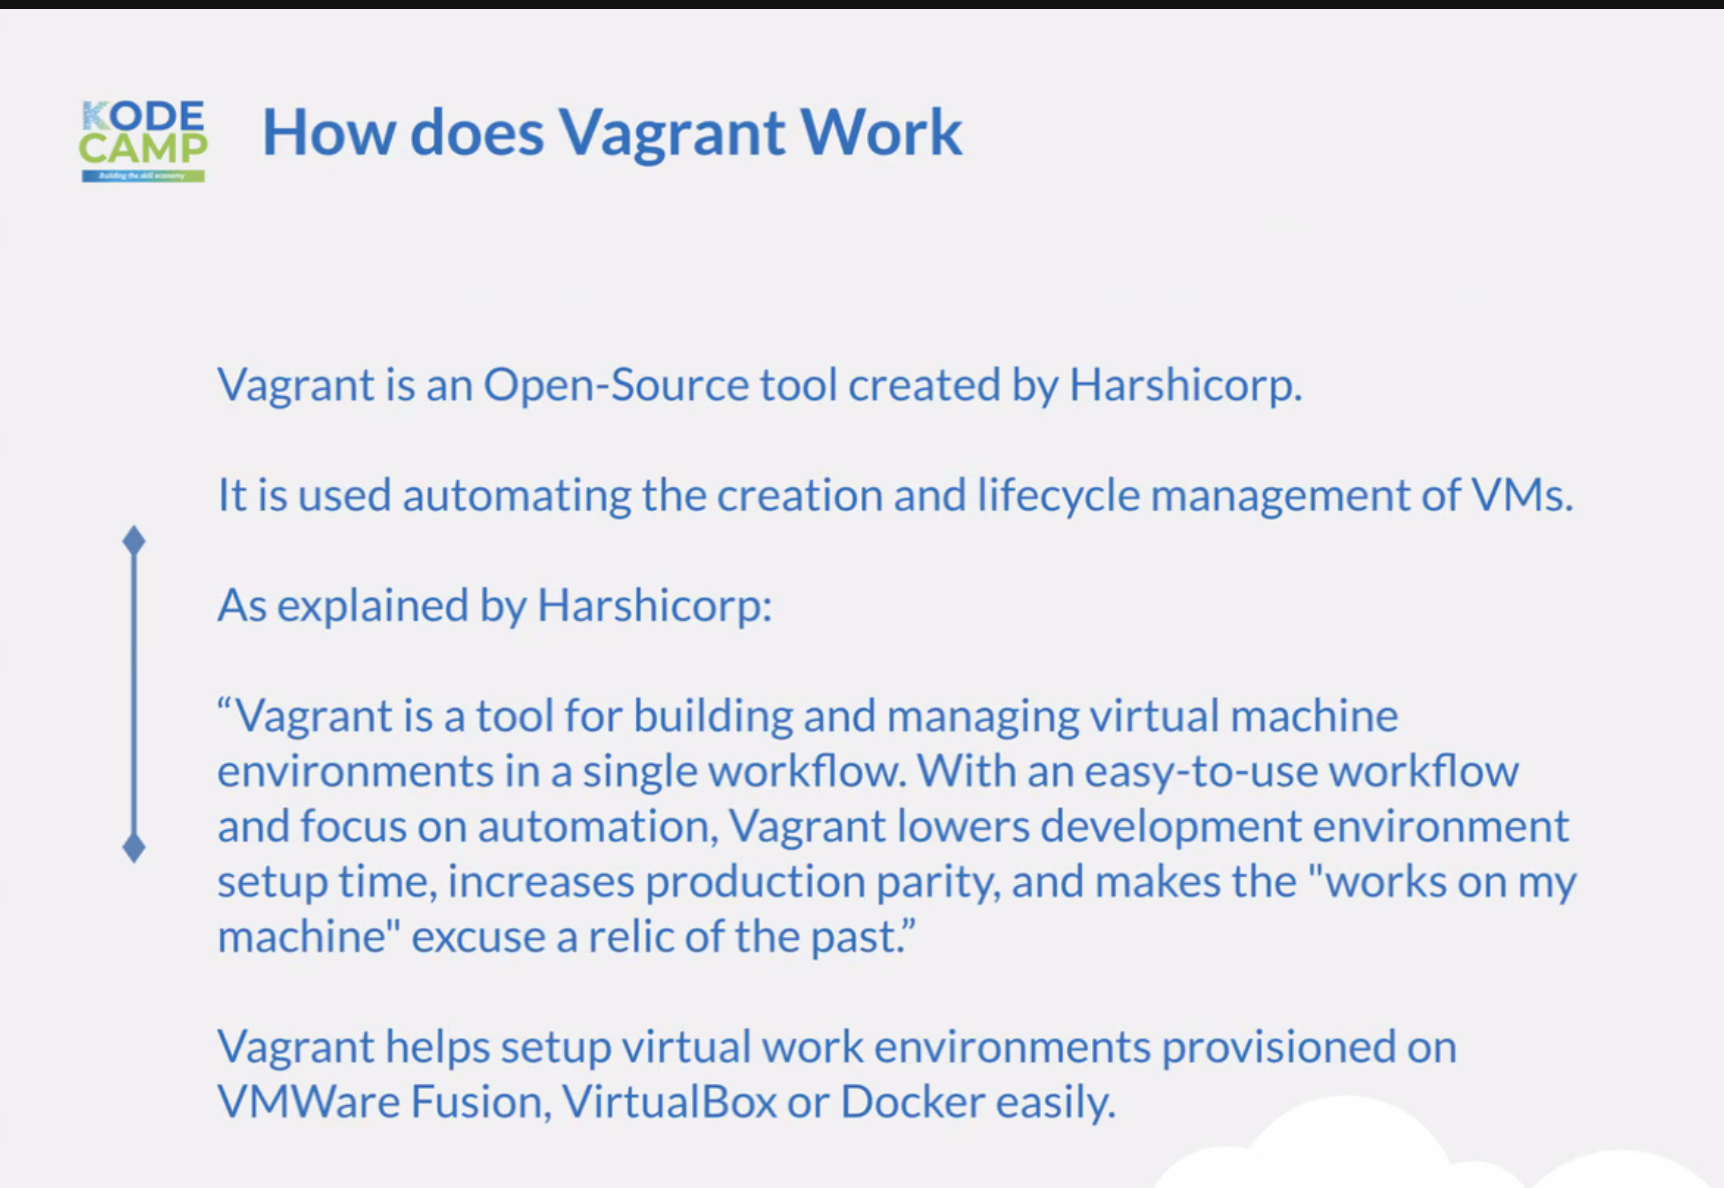 KODE
CAMP
Building the skill economy
How does Vagrant Work
Vagrant is an Open-Source tool created by Harshicorp.
It is used automating the creation and lifecycle management of VMs.
As explained by Harshicorp:
“Vagrant is a tool for building and managing virtual machine
environments in a single workflow. With an easy-to-use workflow
and focus on automation, Vagrant lowers development environment
setup time, increases production parity, and makes the "works on my
machine" excuse a relic of the past.”
Vagrant helps setup virtual work environments provisioned on
VMWare Fusion, VirtualBox or Docker easily.